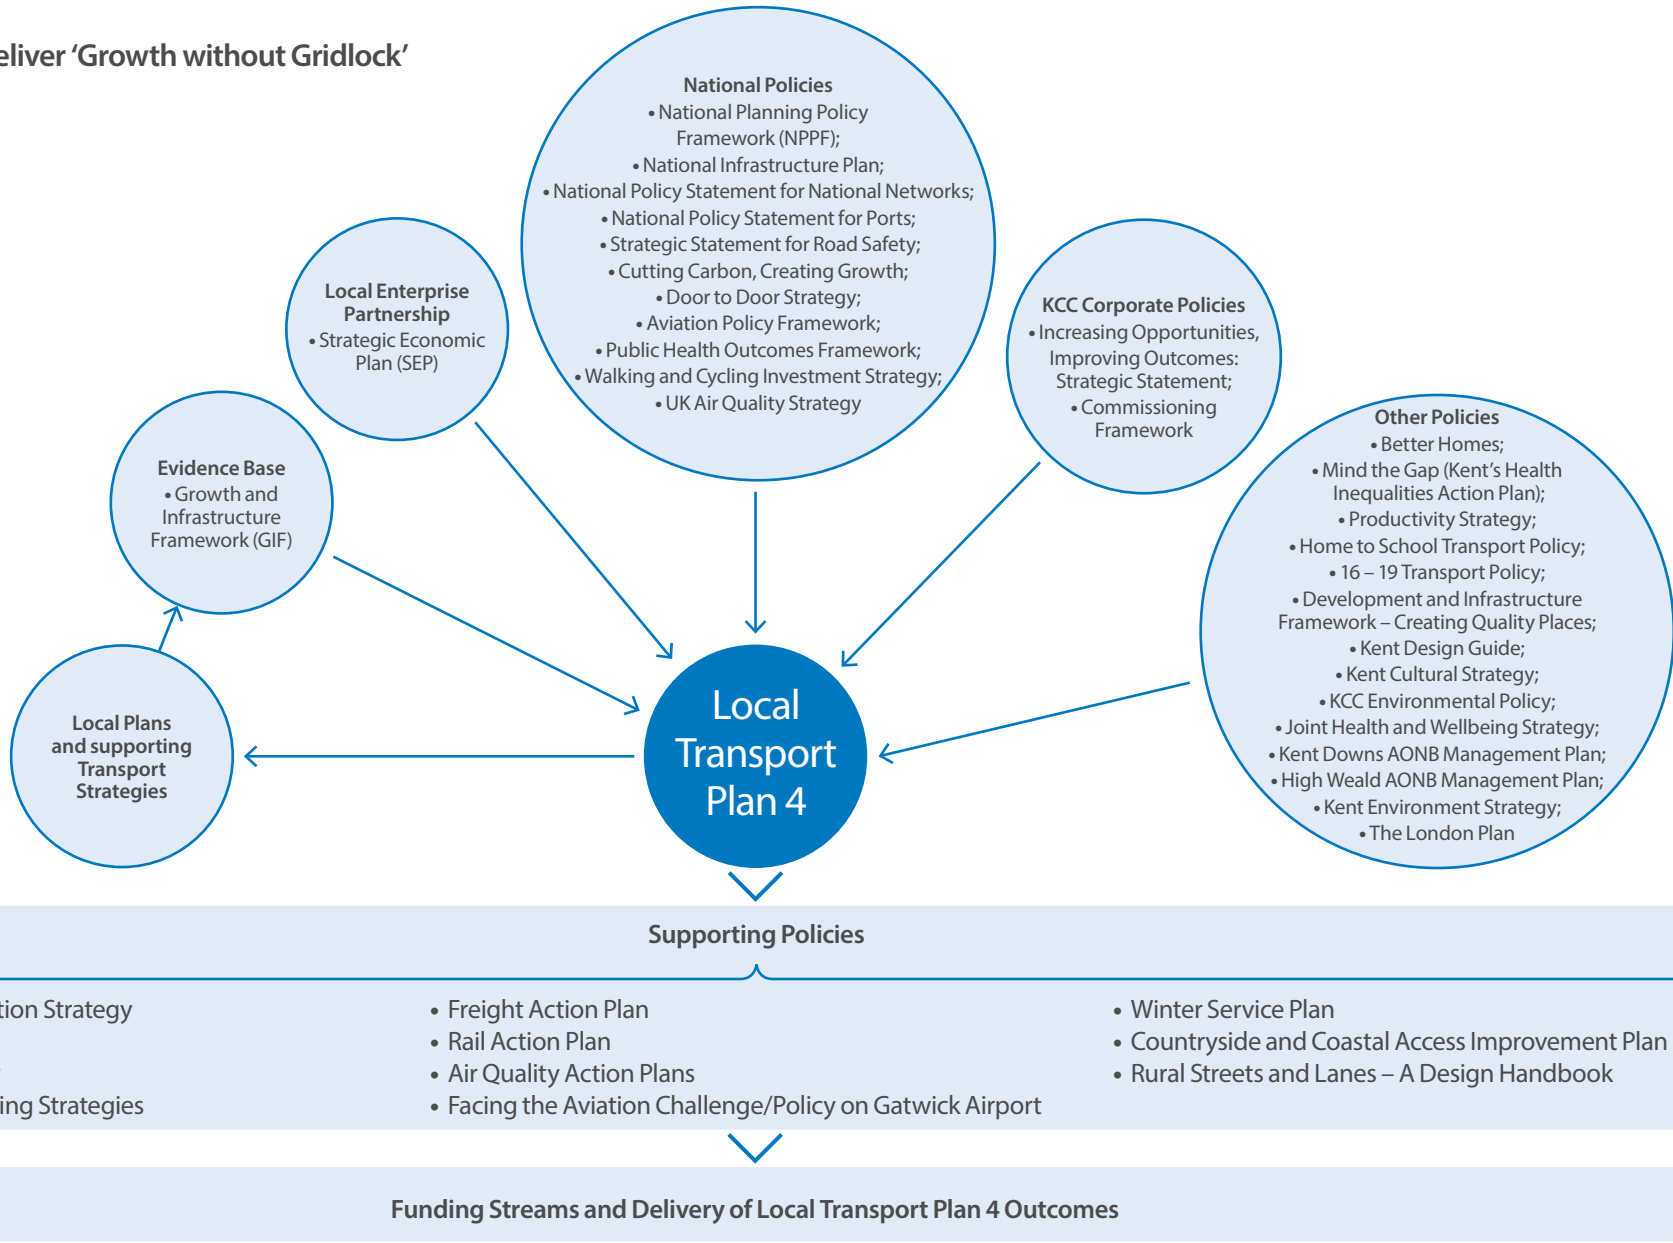 eliver ‘Growth without Gridlock’
National Policies
• National Planning Policy
Framework (NPPF);
• National Infrastructure Plan;
• National Policy Statement for National Networks;
• National Policy Statement for Ports;
• Strategic Statement for Road Safety;
• Cutting Carbon, Creating Growth;
• Door to Door Strategy;
• Aviation Policy Framework;
• Public Health Outcomes Framework;
• Walking and Cycling Investment Strategy;
• UK Air Quality Strategy
Local Enterprise
Partnership
• Strategic Economic
Plan (SEP)
KCC Corporate Policies
• Increasing Opportunities,
Improving Outcomes:
Strategic Statement;
• Commissioning
Framework
Evidence Base
• Growth and
Infrastructure
Framework (GIF)
Other Policies
• Better Homes;
• Mind the Gap (Kent’s Health
Inequalities Action Plan);
• Productivity Strategy;
• Home to School Transport Policy;
• 16 – 19 Transport Policy;
• Development and Infrastructure
Framework – Creating Quality Places;
• Kent Design Guide;
• Kent Cultural Strategy;
• KCC Environmental Policy;
• Joint Health and Wellbeing Strategy;
• Kent Downs AONB Management Plan;
• High Weald AONB Management Plan;
• Kent Environment Strategy;
• The London Plan
Local Plans
and supporting
Transport
Strategies
Local
Transport
Plan 4
Supporting Policies
tion Strategy
ing Strategies
• Freight Action Plan
• Rail Action Plan
• Air Quality Action Plans
• Facing the Aviation Challenge/Policy on Gatwick Airport
• Winter Service Plan
• Countryside and Coastal Access Improvement Plan
• Rural Streets and Lanes – A Design Handbook
Funding Streams and Delivery of Local Transport Plan 4 Outcomes